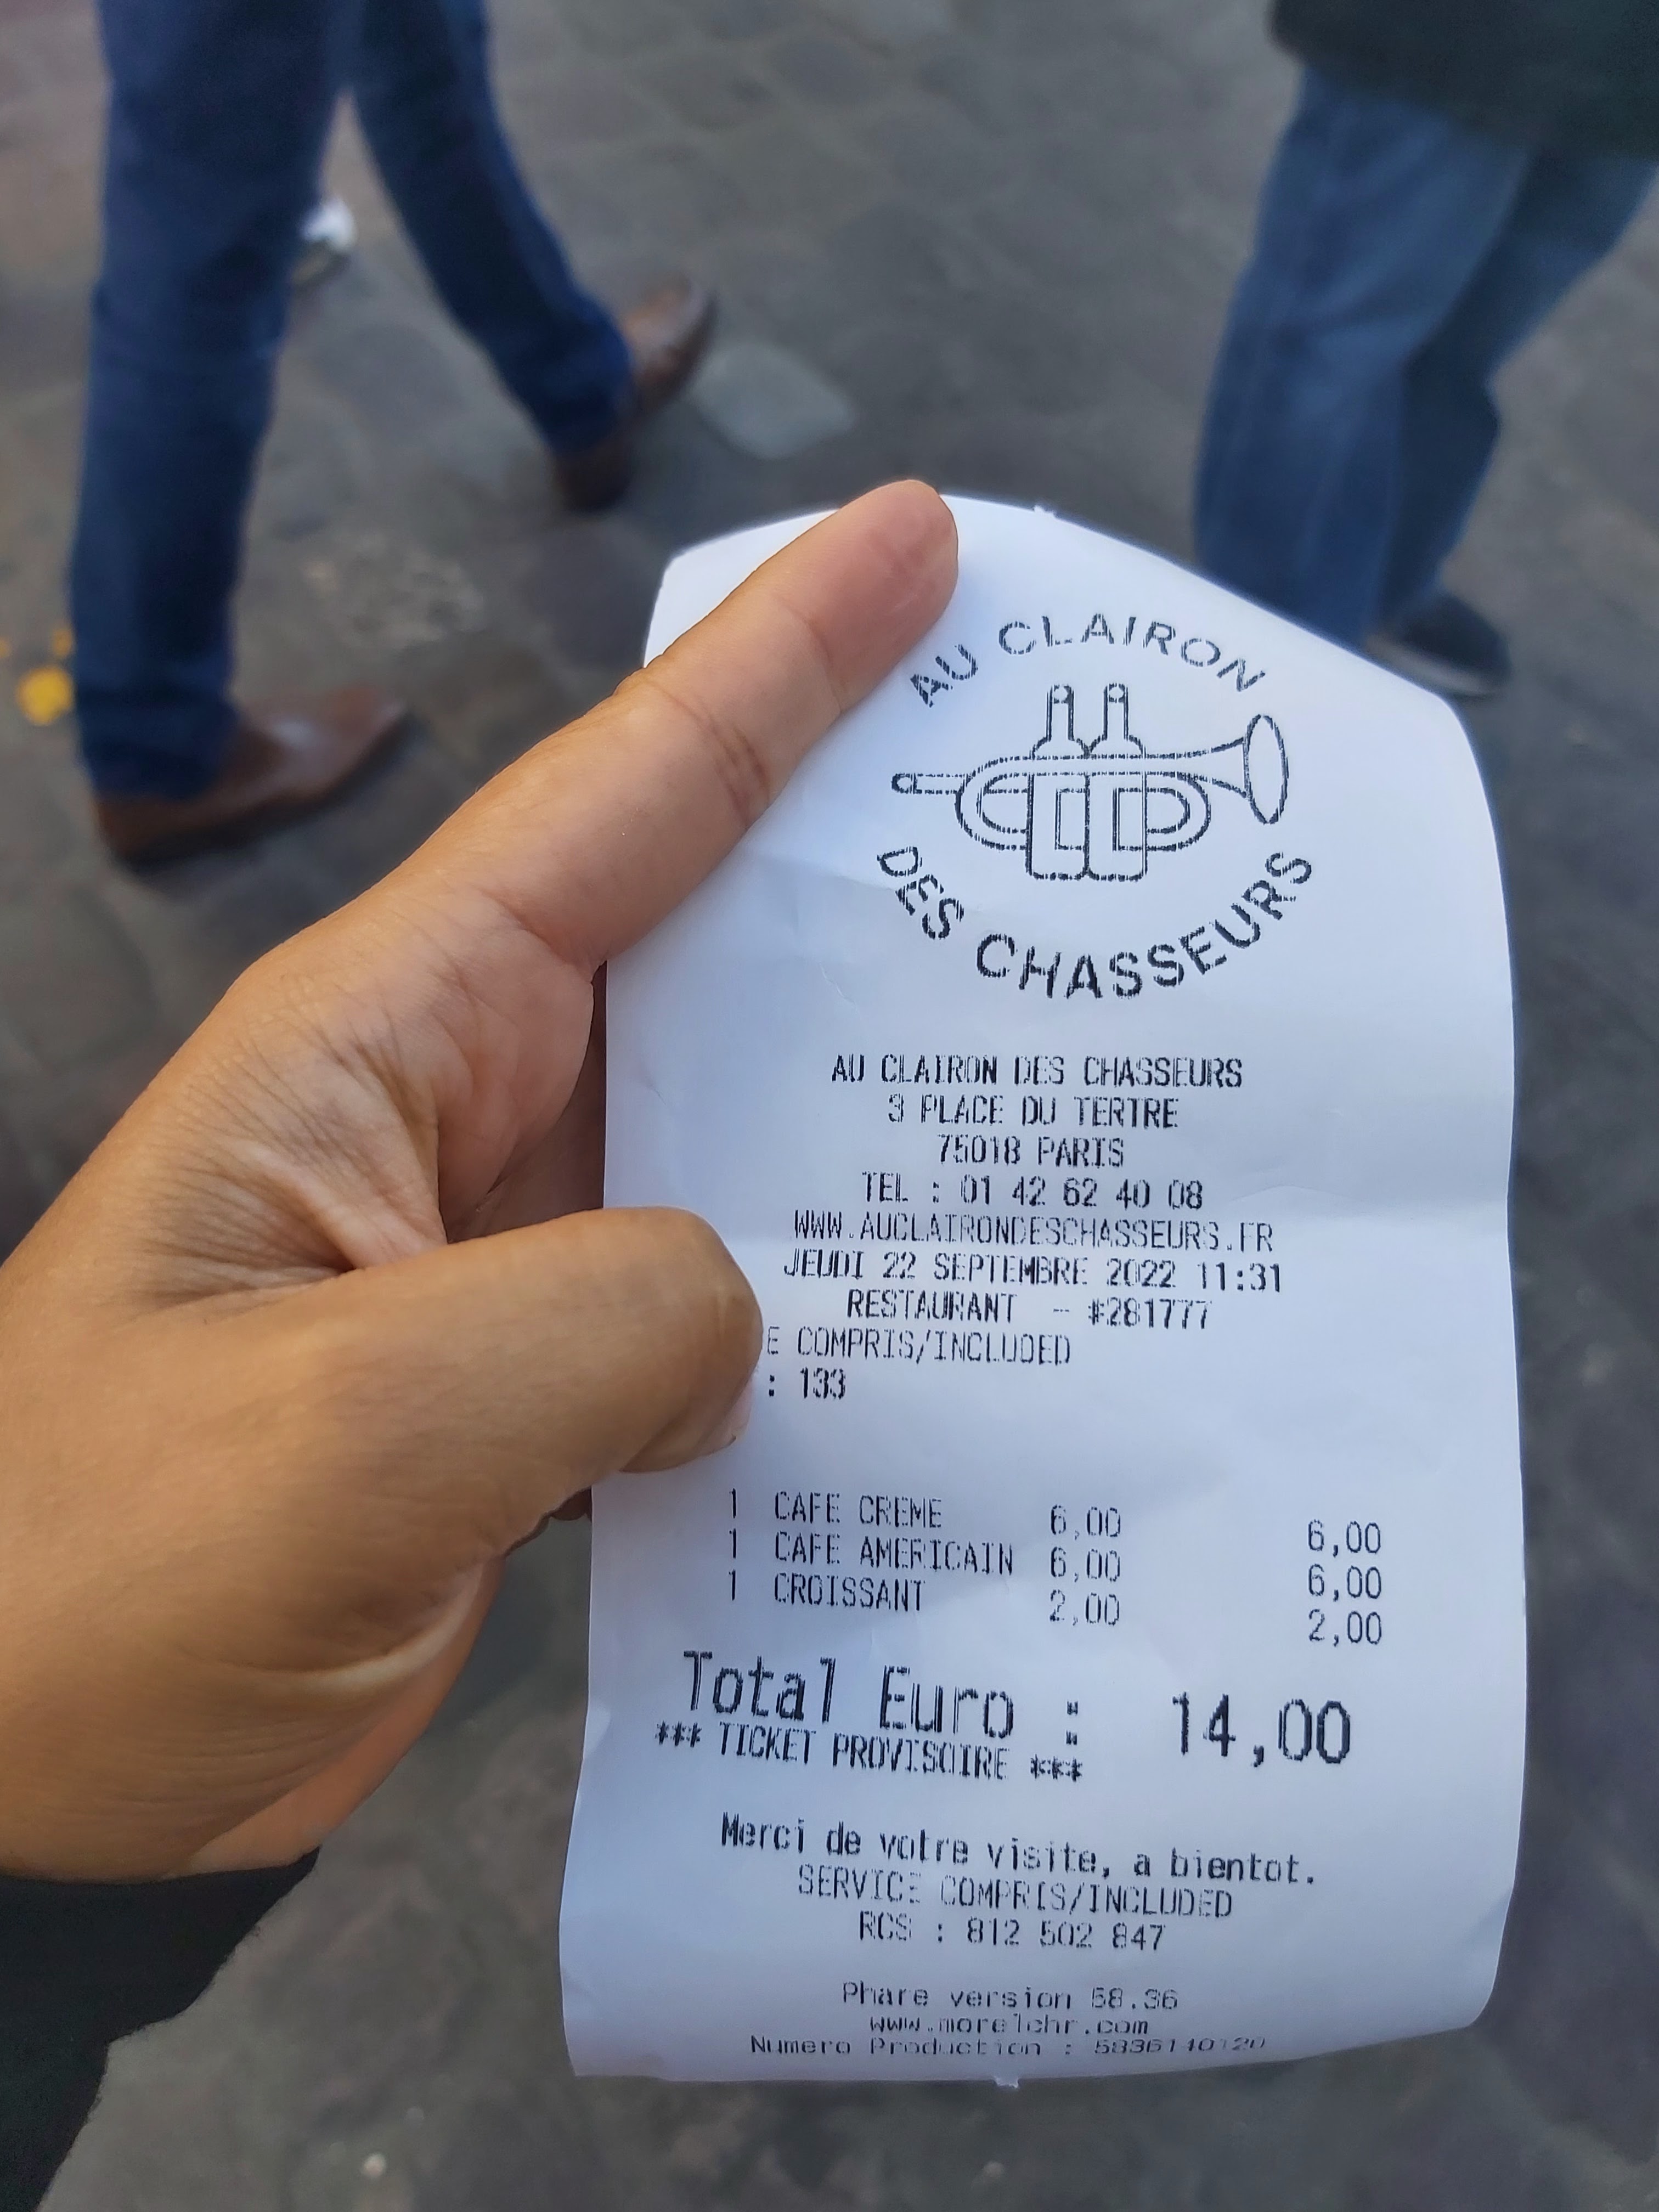 AU CLAIRON
DES CHASSEURS
AU CLAIRON DES CHASSEURS
3 PLACE DU TERTRE
75018 PARIS
TEL : 01 42 62 40 08
WWW.AUCLAIRONDESCHASSEURS.FR
JEUDI 22 SEPTEMBRE 2022 11:31
RESTAURANT - #281777
E COMPRIS/INCLUDED
: 133
1 CAFE CREME 6,00 6,00
1 CAFE AMERICAIN 6,00 6,00
1 CROISSANT 2,00 2,00
Total Euro : 14,00
*** TICKET PROVISOIRE ***
Merci de votre visite, a bientot.
SERVICE COMPRIS/INCLUDED
RCS : 812 502 847
Phare version 58.36
www.morelchr.com
Numero Production : 5836140120